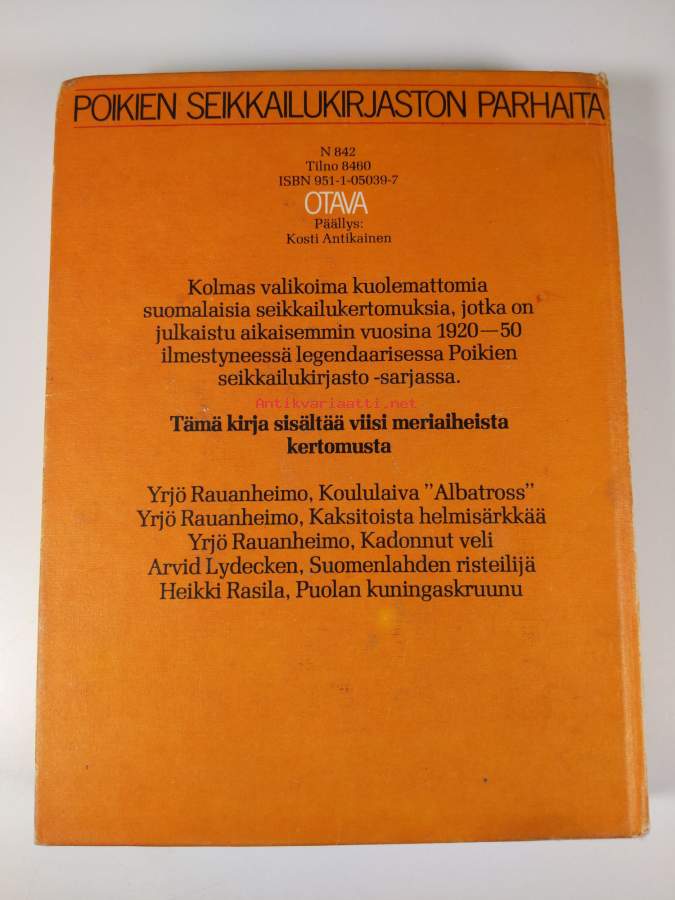 POIKIEN SEIKKAILUKIRJASTON PARHAITA
N 842
Tilno 8460
ISBN 951-1-05039-7
OTAVA
Päällys:
Kosti Antikainen
Kolmas valikoima kuolemattomia
suomalaisia seikkailukertomuksia, jotka on
julkaistu aikaisemmin vuosina 1920—50
ilmestyneessä legendaarisessa Poikien
seikkailukirjasto -sarjassa.
Antikvariaatti.net
Tämä kirja sisältää viisi meriaiheista
kertomusta
Yrjö Rauanheimo, Koululaiva ”Albatross”
Yrjö Rauanheimo, Kaksitoista helmisärkkää
Yrjö Rauanheimo, Kadonnut veli
Arvid Lydecken, Suomenlahden risteilijä
Heikki Rasila, Puolan kuningaskruunu